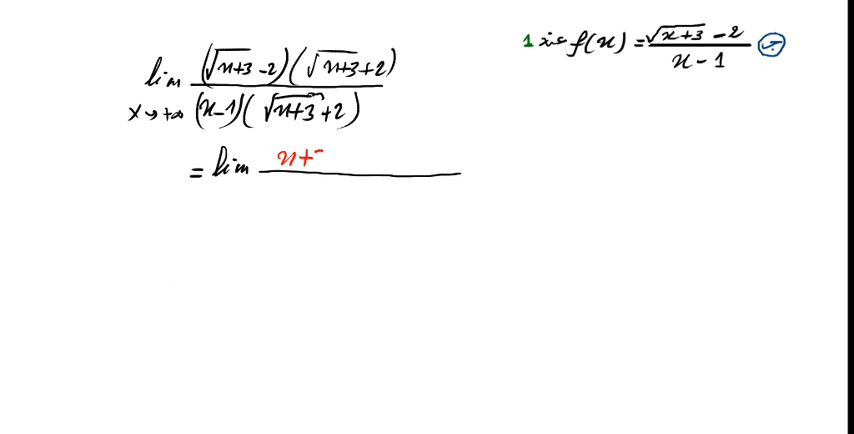 f(x) = (√(x+3) - 2)/(x - 1) عند 1
lim x→+∞ ((√(x+3) - 2)(√(x+3) + 2))/((x-1)(√(x+3) + 2))
= lim x+